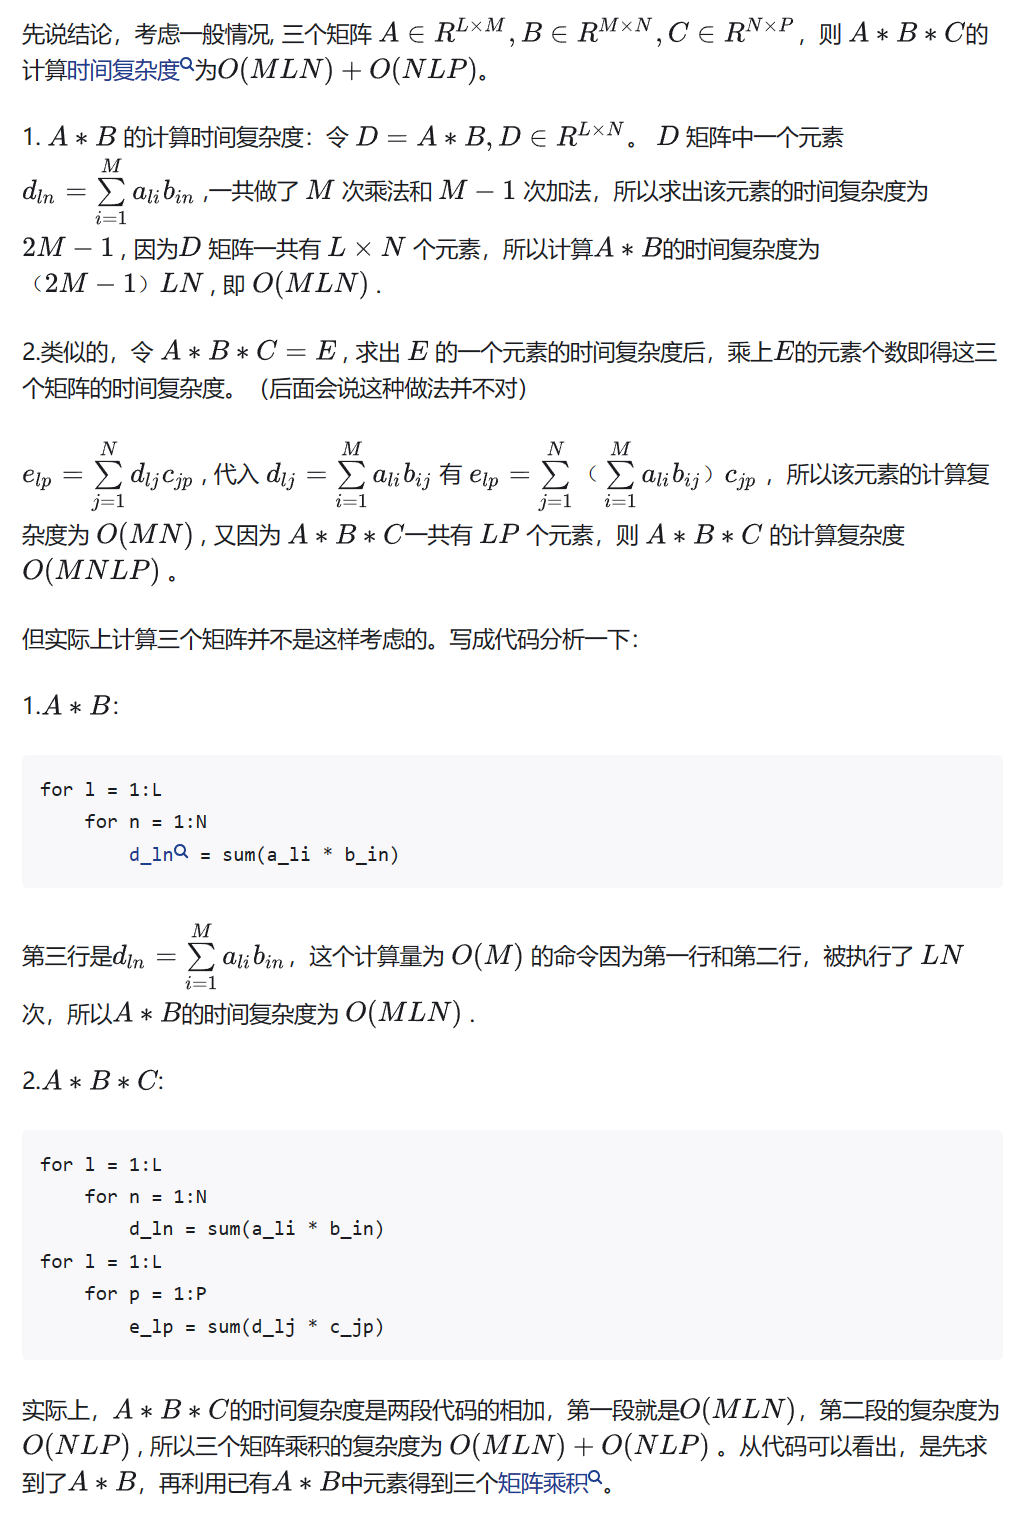 先说结论，考虑一般情况, 三个矩阵 $A \in R^{L\times M}, B \in R^{M\times N}, C \in R^{N\times P}$，则 $A * B * C$的
计算时间复杂度为$O(MLN) + O(NLP)$。
1. $A * B$ 的计算时间复杂度：令 $D = A * B, D \in R^{L\times N}$。 $D$ 矩阵中一个元素
$d_{ln} = \sum_{i=1}^{M} a_{li}b_{in}$ ,一共做了 $M$ 次乘法和 $M - 1$ 次加法，所以求出该元素的时间复杂度为
$2M - 1$ , 因为$D$ 矩阵一共有 $L \times N$ 个元素，所以计算$A * B$的时间复杂度为
$（2M - 1）LN$ , 即 $O(MLN)$ .
2.类似的，令 $A * B * C = E$ , 求出 $E$ 的一个元素的时间复杂度后，乘上$E$的元素个数即得这三
个矩阵的时间复杂度。（后面会说这种做法并不对）
$e_{lp} = \sum_{j=1}^{N} d_{lj}c_{jp}$ , 代入 $d_{lj} = \sum_{i=1}^{M} a_{li}b_{ij}$ 有 $e_{lp} = \sum_{j=1}^{N}（\sum_{i=1}^{M} a_{li}b_{ij}）c_{jp}$ ，所以该元素的计算复
杂度为 $O(MN)$ , 又因为 $A * B * C$一共有 $LP$ 个元素，则 $A * B * C$ 的计算复杂度
$O(MNLP)$ 。
但实际上计算三个矩阵并不是这样考虑的。写成代码分析一下：
1.$A * B$:
for l = 1:L
    for n = 1:N
        d_ln = sum(a_li * b_in)
第三行是$d_{ln} = \sum_{i=1}^{M} a_{li}b_{in}$，这个计算量为 $O(M)$ 的命令因为第一行和第二行，被执行了 $LN$
次，所以$A * B$的时间复杂度为 $O(MLN)$ .
2.$A * B * C$:
for l = 1:L
    for n = 1:N
        d_ln = sum(a_li * b_in)
for l = 1:L
    for p = 1:P
        e_lp = sum(d_lj * c_jp)
实际上，$A * B * C$的时间复杂度是两段代码的相加，第一段就是$O(MLN)$，第二段的复杂度为
$O(NLP)$ , 所以三个矩阵乘积的复杂度为 $O(MLN) + O(NLP)$ 。从代码可以看出，是先求
到了$A * B$，再利用已有$A * B$中元素得到三个矩阵乘积。